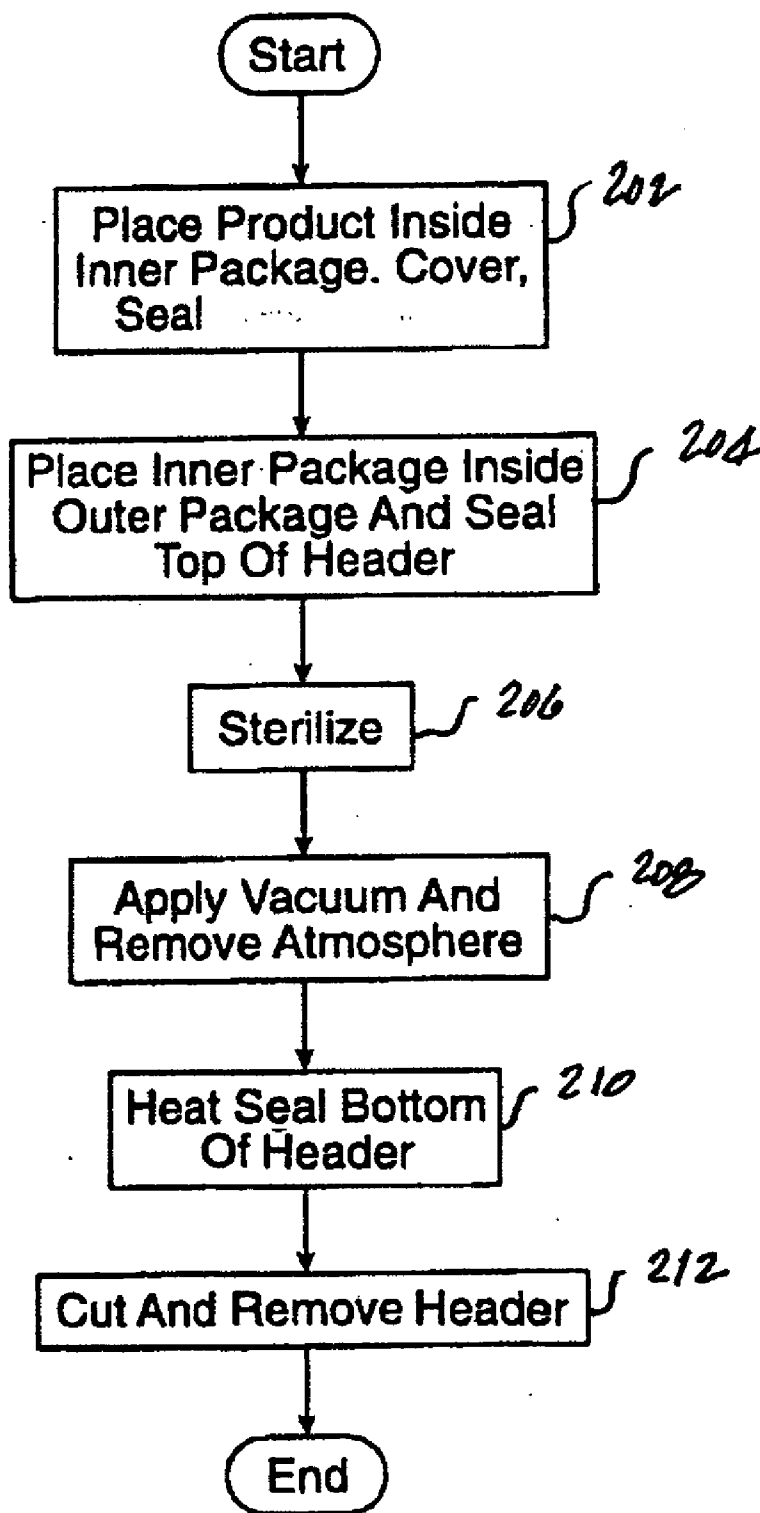 Start
202
Place Product Inside
Inner Package. Cover,
Seal
204
Place Inner Package Inside
Outer Package And Seal
Top Of Header
206
Sterilize
208
Apply Vacuum And
Remove Atmosphere
210
Heat Seal Bottom
Of Header
212
Cut And Remove Header
End